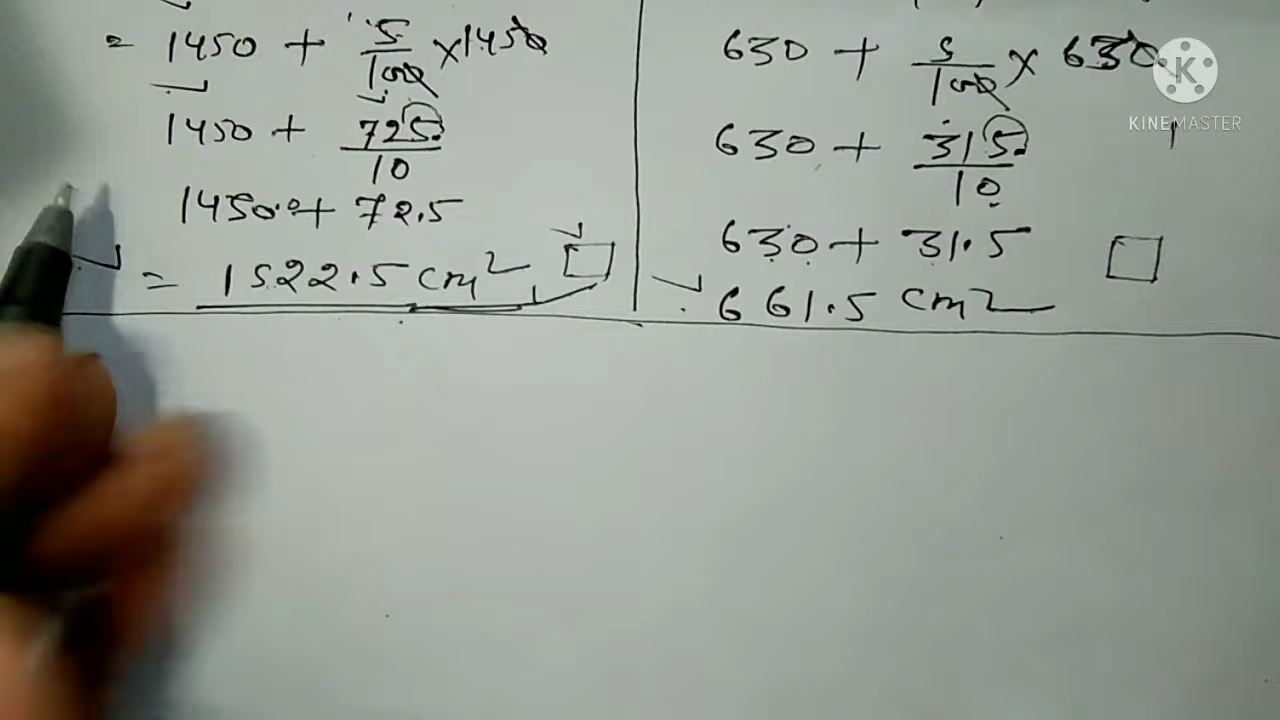 = 1450 + 5/100 × 1450
1450 + 725/10
1450.0 + 72.5
= 1522.5 cm²
630 + 5/100 × 630
630 + 315/10
630 + 31.5
661.5 cm²
K
KINEMASTER